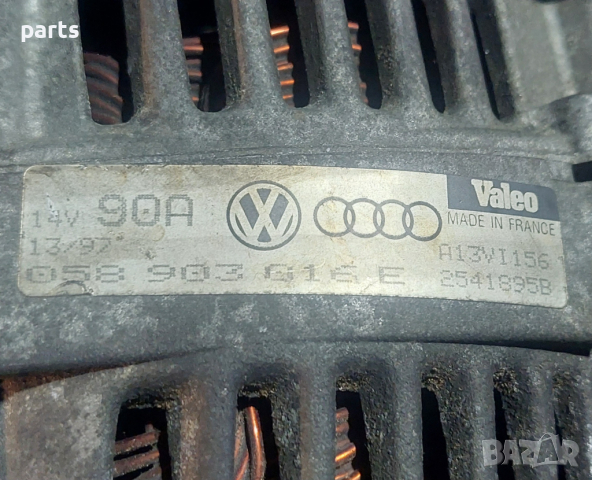 parts
14V 90A
Valeo
MADE IN FRANCE
13/97
A13VI156
058 903 016 E
2541895B
BAZAR